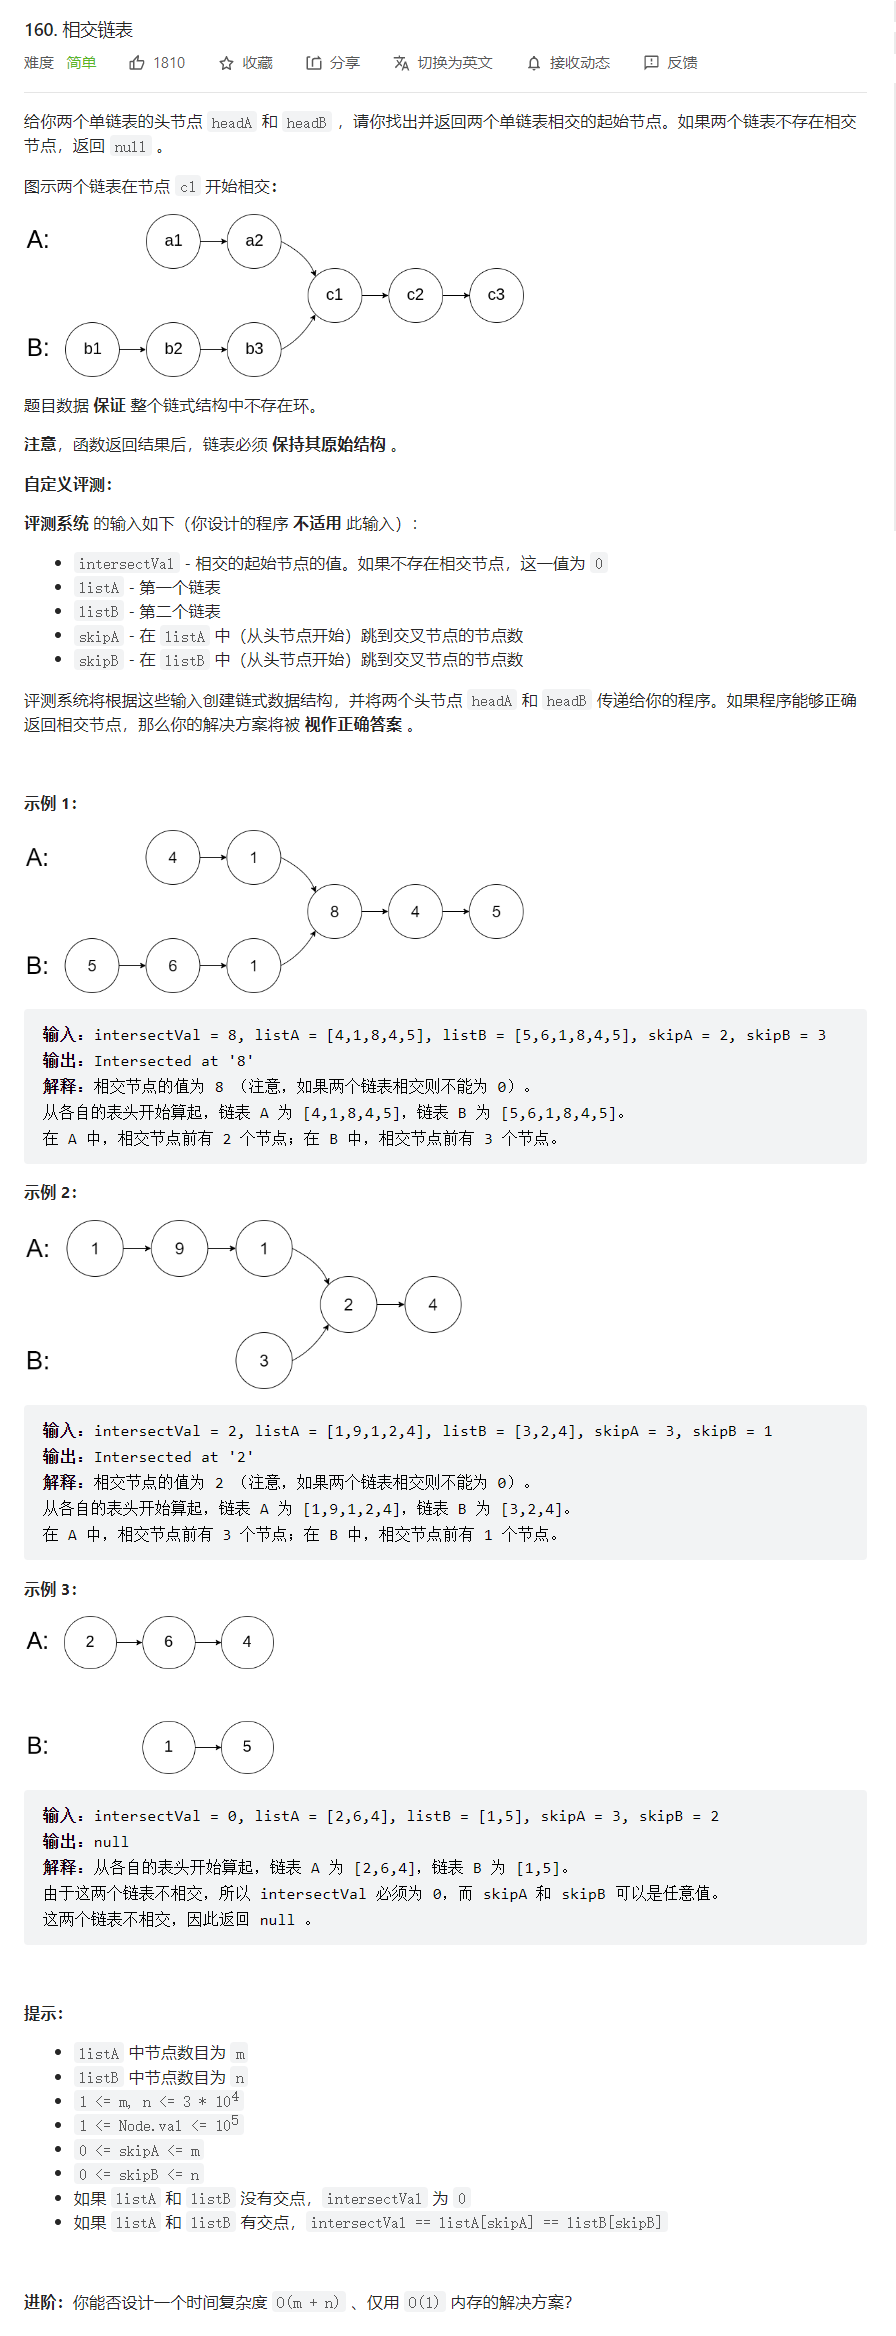 160. 相交链表
难度 简单 1810 收藏 分享 切换为英文 接收动态 反馈
给你两个单链表的头节点 headA 和 headB ，请你找出并返回两个单链表相交的起始节点。如果两个链表不存在相交
节点，返回 null 。
图示两个链表在节点 c1 开始相交：
A: a1 a2
c1 c2 c3
B: b1 b2 b3
题目数据 保证 整个链式结构中不存在环。
注意，函数返回结果后，链表必须 保持其原始结构 。
自定义评测：
评测系统 的输入如下（你设计的程序 不适用 此输入）：
• intersectVal - 相交的起始节点的值。如果不存在相交节点，这一值为 0
• listA - 第一个链表
• listB - 第二个链表
• skipA - 在 listA 中（从头节点开始）跳到交叉节点的节点数
• skipB - 在 listB 中（从头节点开始）跳到交叉节点的节点数
评测系统将根据这些输入创建链式数据结构，并将两个头节点 headA 和 headB 传递给你的程序。如果程序能够正确
返回相交节点，那么你的解决方案将被 视作正确答案 。
示例 1：
A: 4 1
8 4 5
B: 5 6 1
输入：intersectVal = 8, listA = [4,1,8,4,5], listB = [5,6,1,8,4,5], skipA = 2, skipB = 3
输出：Intersected at '8'
解释：相交节点的值为 8 （注意，如果两个链表相交则不能为 0）。
从各自的表头开始算起，链表 A 为 [4,1,8,4,5]，链表 B 为 [5,6,1,8,4,5]。
在 A 中，相交节点前有 2 个节点；在 B 中，相交节点前有 3 个节点。
示例 2：
A: 1 9 1
2 4
B: 3
输入：intersectVal = 2, listA = [1,9,1,2,4], listB = [3,2,4], skipA = 3, skipB = 1
输出：Intersected at '2'
解释：相交节点的值为 2 （注意，如果两个链表相交则不能为 0）。
从各自的表头开始算起，链表 A 为 [1,9,1,2,4]，链表 B 为 [3,2,4]。
在 A 中，相交节点前有 3 个节点；在 B 中，相交节点前有 1 个节点。
示例 3：
A: 2 6 4
B: 1 5
输入：intersectVal = 0, listA = [2,6,4], listB = [1,5], skipA = 3, skipB = 2
输出：null
解释：从各自的表头开始算起，链表 A 为 [2,6,4]，链表 B 为 [1,5]。
由于这两个链表不相交，所以 intersectVal 必须为 0，而 skipA 和 skipB 可以是任意值。
这两个链表不相交，因此返回 null 。
提示：
• listA 中节点数目为 m
• listB 中节点数目为 n
• 1 <= m, n <= 3 * 10⁴
• 1 <= Node.val <= 10⁵
• 0 <= skipA <= m
• 0 <= skipB <= n
• 如果 listA 和 listB 没有交点，intersectVal 为 0
• 如果 listA 和 listB 有交点，intersectVal == listA[skipA] == listB[skipB]
进阶：你能否设计一个时间复杂度 O(m + n) 、仅用 O(1) 内存的解决方案？